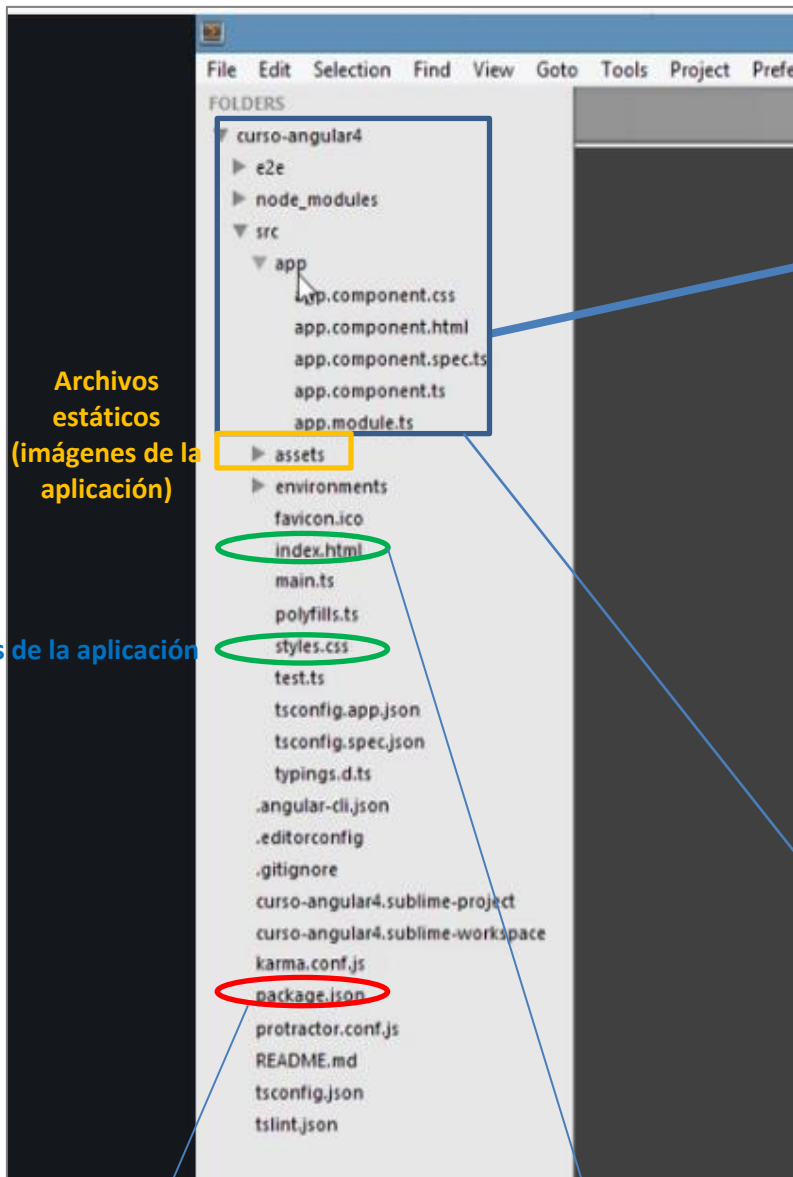 File Edit Selection Find View Goto Tools Project Prefe
FOLDERS
curso-angular4
e2e
node_modules
src
app
app.component.css
app.component.html
app.component.spec.ts
app.component.ts
app.module.ts
Archivos
estáticos
(imágenes de la
aplicación)
assets
environments
favicon.ico
index.html
main.ts
polyfills.ts
s de la aplicación
styles.css
test.ts
tsconfig.app.json
tsconfig.spec.json
typings.d.ts
.angular-cli.json
.editorconfig
.gitignore
curso-angular4.sublime-project
curso-angular4.sublime-workspace
karma.conf.js
package.json
protractor.conf.js
README.md
tsconfig.json
tslint.json